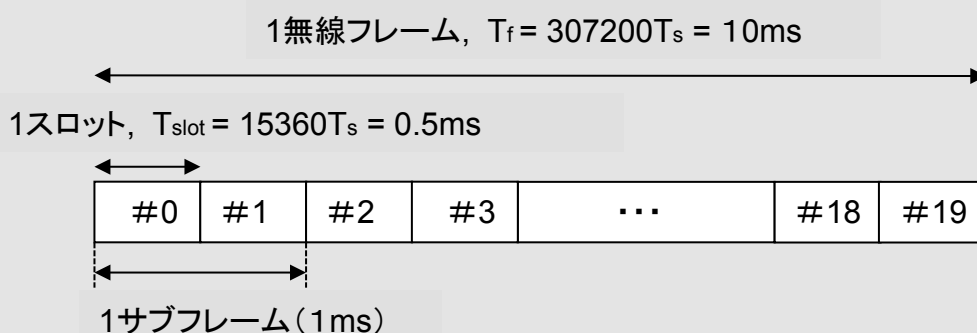 1無線フレーム, Tf = 307200Ts = 10ms
1スロット, Tslot = 15360Ts = 0.5ms
#0 #1 #2 #3 ・・・ #18 #19
1サブフレーム(1ms)